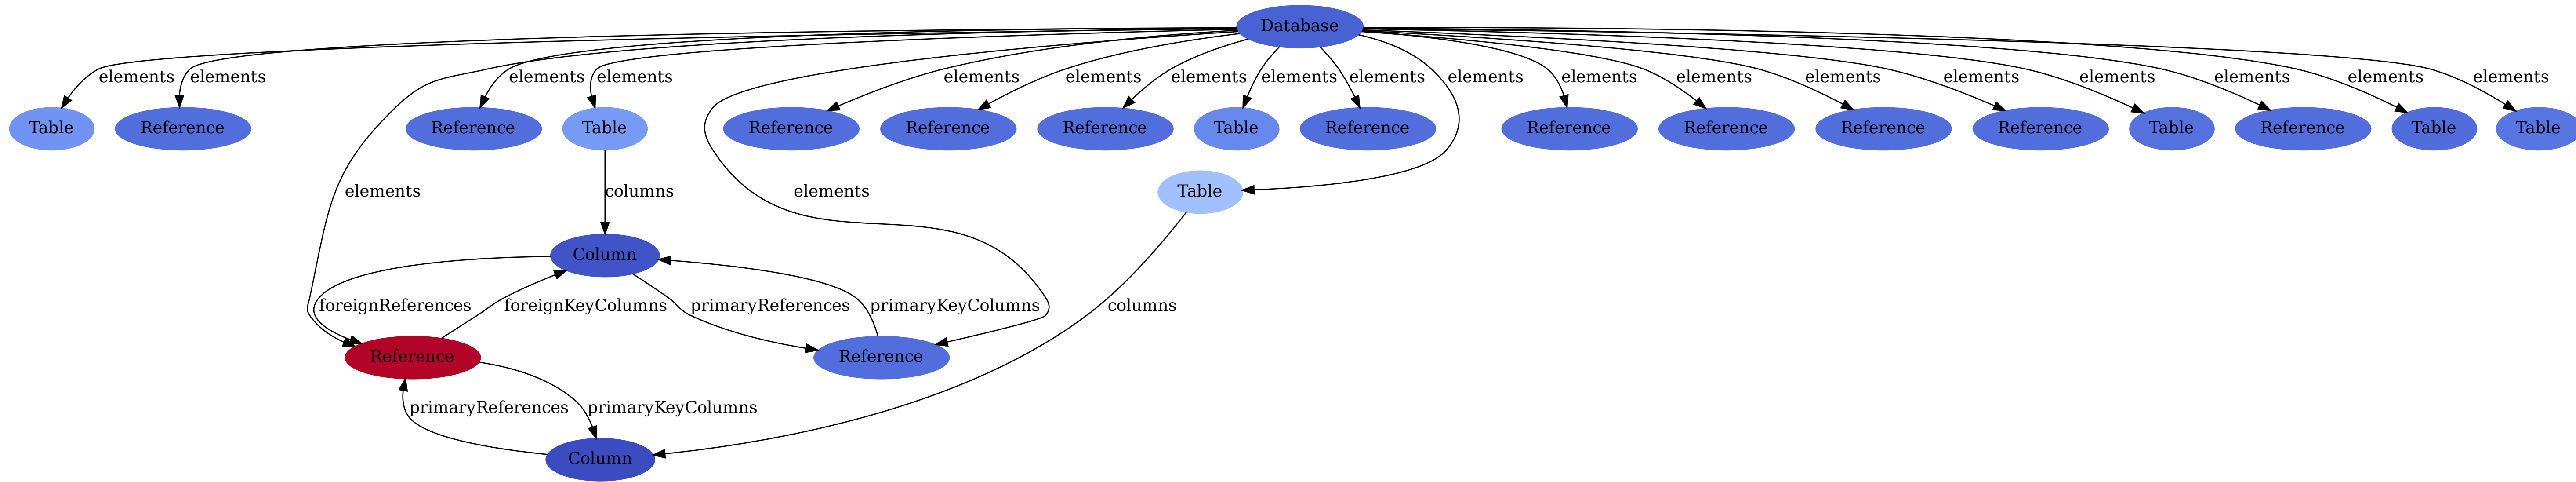 Database
elements elements elements elements elements elements elements elements elements elements elements elements elements elements elements elements elements
Table Reference Reference Table Reference Reference Reference Table Reference Reference Reference Reference Reference Table Reference Table Table
elements columns elements Table
Column
foreignReferences foreignKeyColumns primaryReferences primaryKeyColumns columns
Reference Reference
primaryReferences primaryKeyColumns
Column